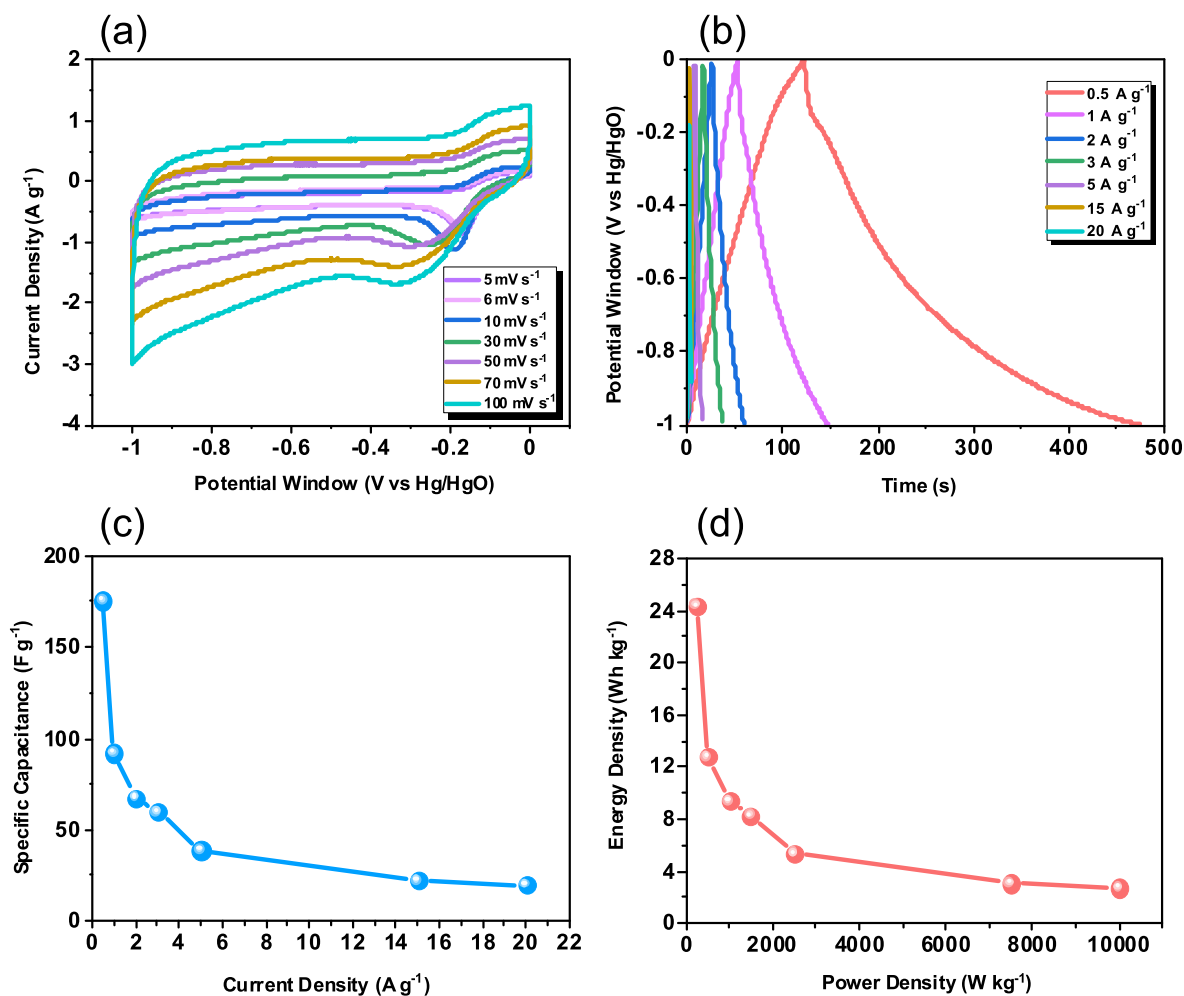 (a)
2
1
0
-1
-2
-3
-4
Current Density (A g-1)
5 mV s-1
6 mV s-1
10 mV s-1
30 mV s-1
50 mV s-1
70 mV s-1
100 mV s-1
-1 -0.8 -0.6 -0.4 -0.2 0
Potential Window (V vs Hg/HgO)
(b)
0
-0.2
-0.4
-0.6
-0.8
-1
Potential Window (V vs Hg/HgO)
0.5 A g-1
1 A g-1
2 A g-1
3 A g-1
5 A g-1
15 A g-1
20 A g-1
0 100 200 300 400 500
Time (s)
(c)
200
150
100
50
0
Specific Capacitance (F g-1)
0 2 4 6 8 10 12 14 16 18 20 22
Current Density (A g-1)
(d)
28
24
20
16
12
8
4
0
Energy Density (Wh kg-1)
0 2000 4000 6000 8000 10000
Power Density (W kg-1)